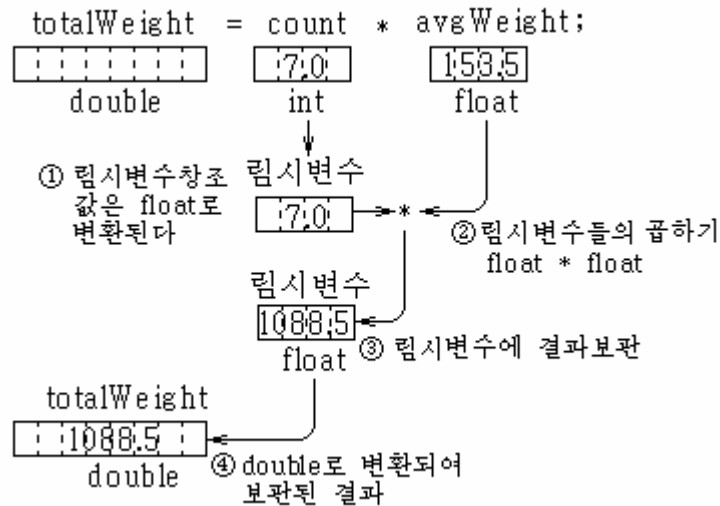 totalWeight = count * avgWeight;
7.0
153.5
double
int
float
① 림시변수창조
값은 float로
변환된다
림시변수
7.0
*
②림시변수들의 곱하기
float * float
림시변수
1088.5
float
③ 림시변수에 결과보관
totalWeight
1088.5
double
④ double로 변환되여
보관된 결과